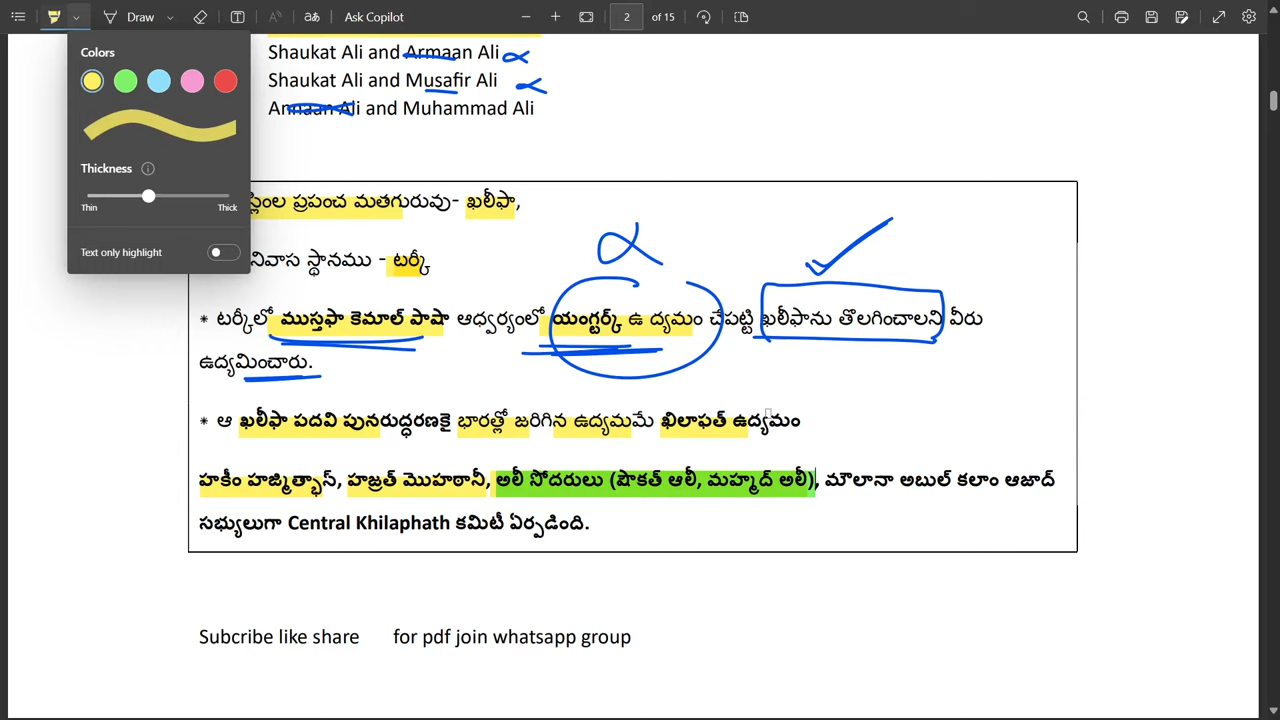 Draw
Ask Copilot
2 of 15
Colors
Thickness
Thin Thick
Text only highlight
Shaukat Ali and Armaan Ali
Shaukat Ali and Musafir Ali
Annaan Ali and Muhammad Ali
ప్రపంచ మతగురువు- ఖలీఫా,
నివాస స్థానము - టర్కీ
* టర్కీలో ముస్తఫా కెమాల్ పాషా ఆధ్వర్యంలో యంగ్టర్క్ ఉ ద్యమం చేపట్టి ఖలీఫాను తొలగించాలని వీరు
ఉద్యమించారు.
* ఆ ఖలీఫా పదవి పునరుద్ధరణకై భారత్లో జరిగిన ఉద్యమమే ఖిలాఫత్ ఉద్యమం
హకీం హజ్మిత్ఖాస్, హజ్రత్ మొహఠానీ, అలీ సోదరులు (షౌకత్ ఆలీ, మహ్మద్ అలీ), మౌలానా అబుల్ కలాం ఆజాద్
సభ్యులుగా Central Khilaphath కమిటీ ఏర్పడింది.
Subcribe like share for pdf join whatsapp group